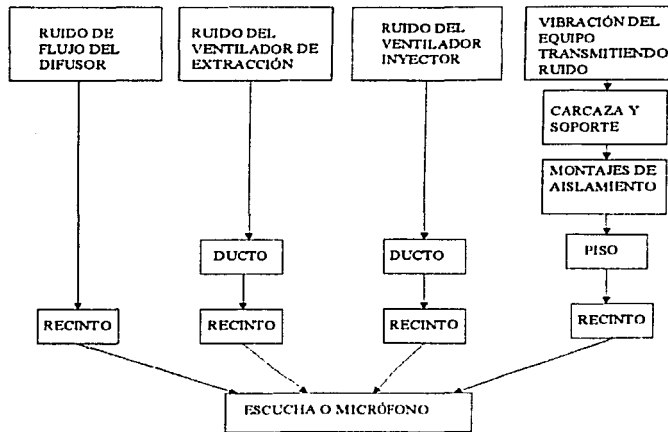 RUIDO DE
FLUJO DEL
DIFUSOR
RUIDO DEL
VENTILADOR DE
EXTRACCIÓN
RUIDO DEL
VENTILADOR
INYECTOR
VIBRACIÓN DEL
EQUIPO
TRANSMITIENDO
RUIDO
CARCAZA Y
SOPORTE
MONTAJES DE
AISLAMIENTO
DUCTO
DUCTO
PISO
RECINTO
RECINTO
RECINTO
RECINTO
ESCUCHA O MICRÓFONO